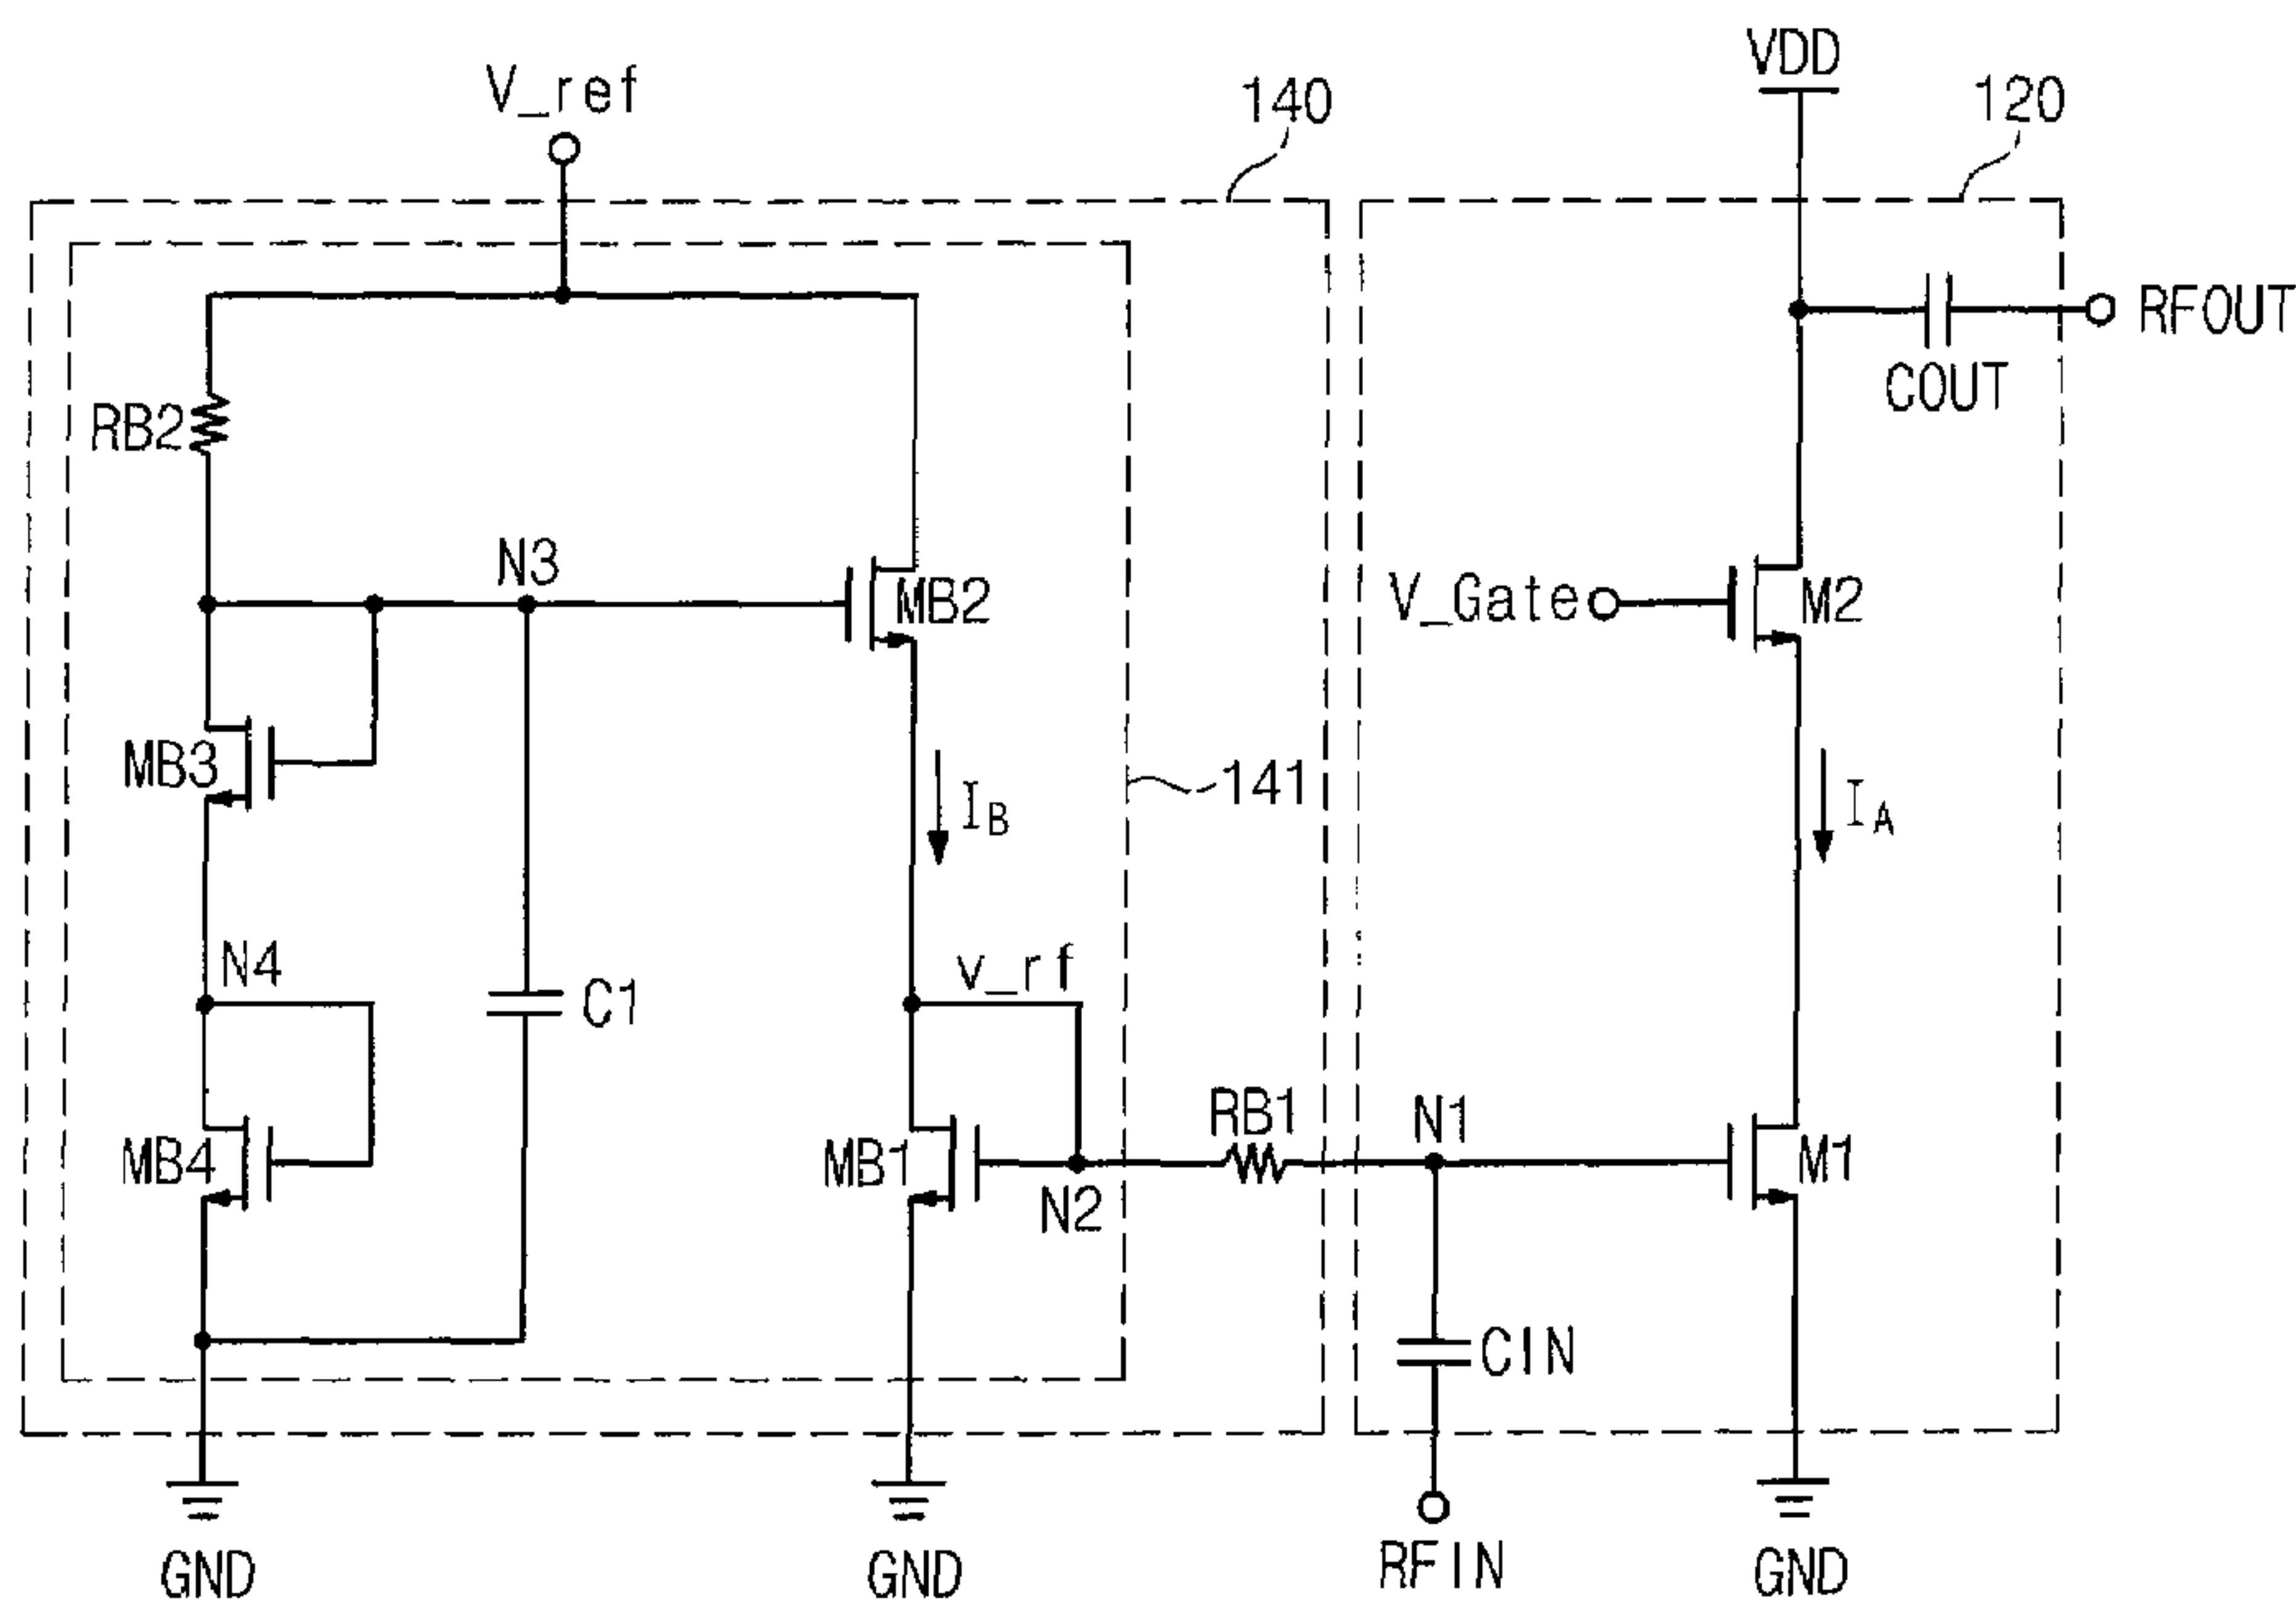 VDD
V_ref
140
120
RFOUT
COUT
RB2
N3
MB2
V_Gate
M2
MB3
141
IB
IA
N4
v_rf
C1
RB1
N1
MB4
MB1
M1
N2
CIN
GND
GND
RFIN
GND